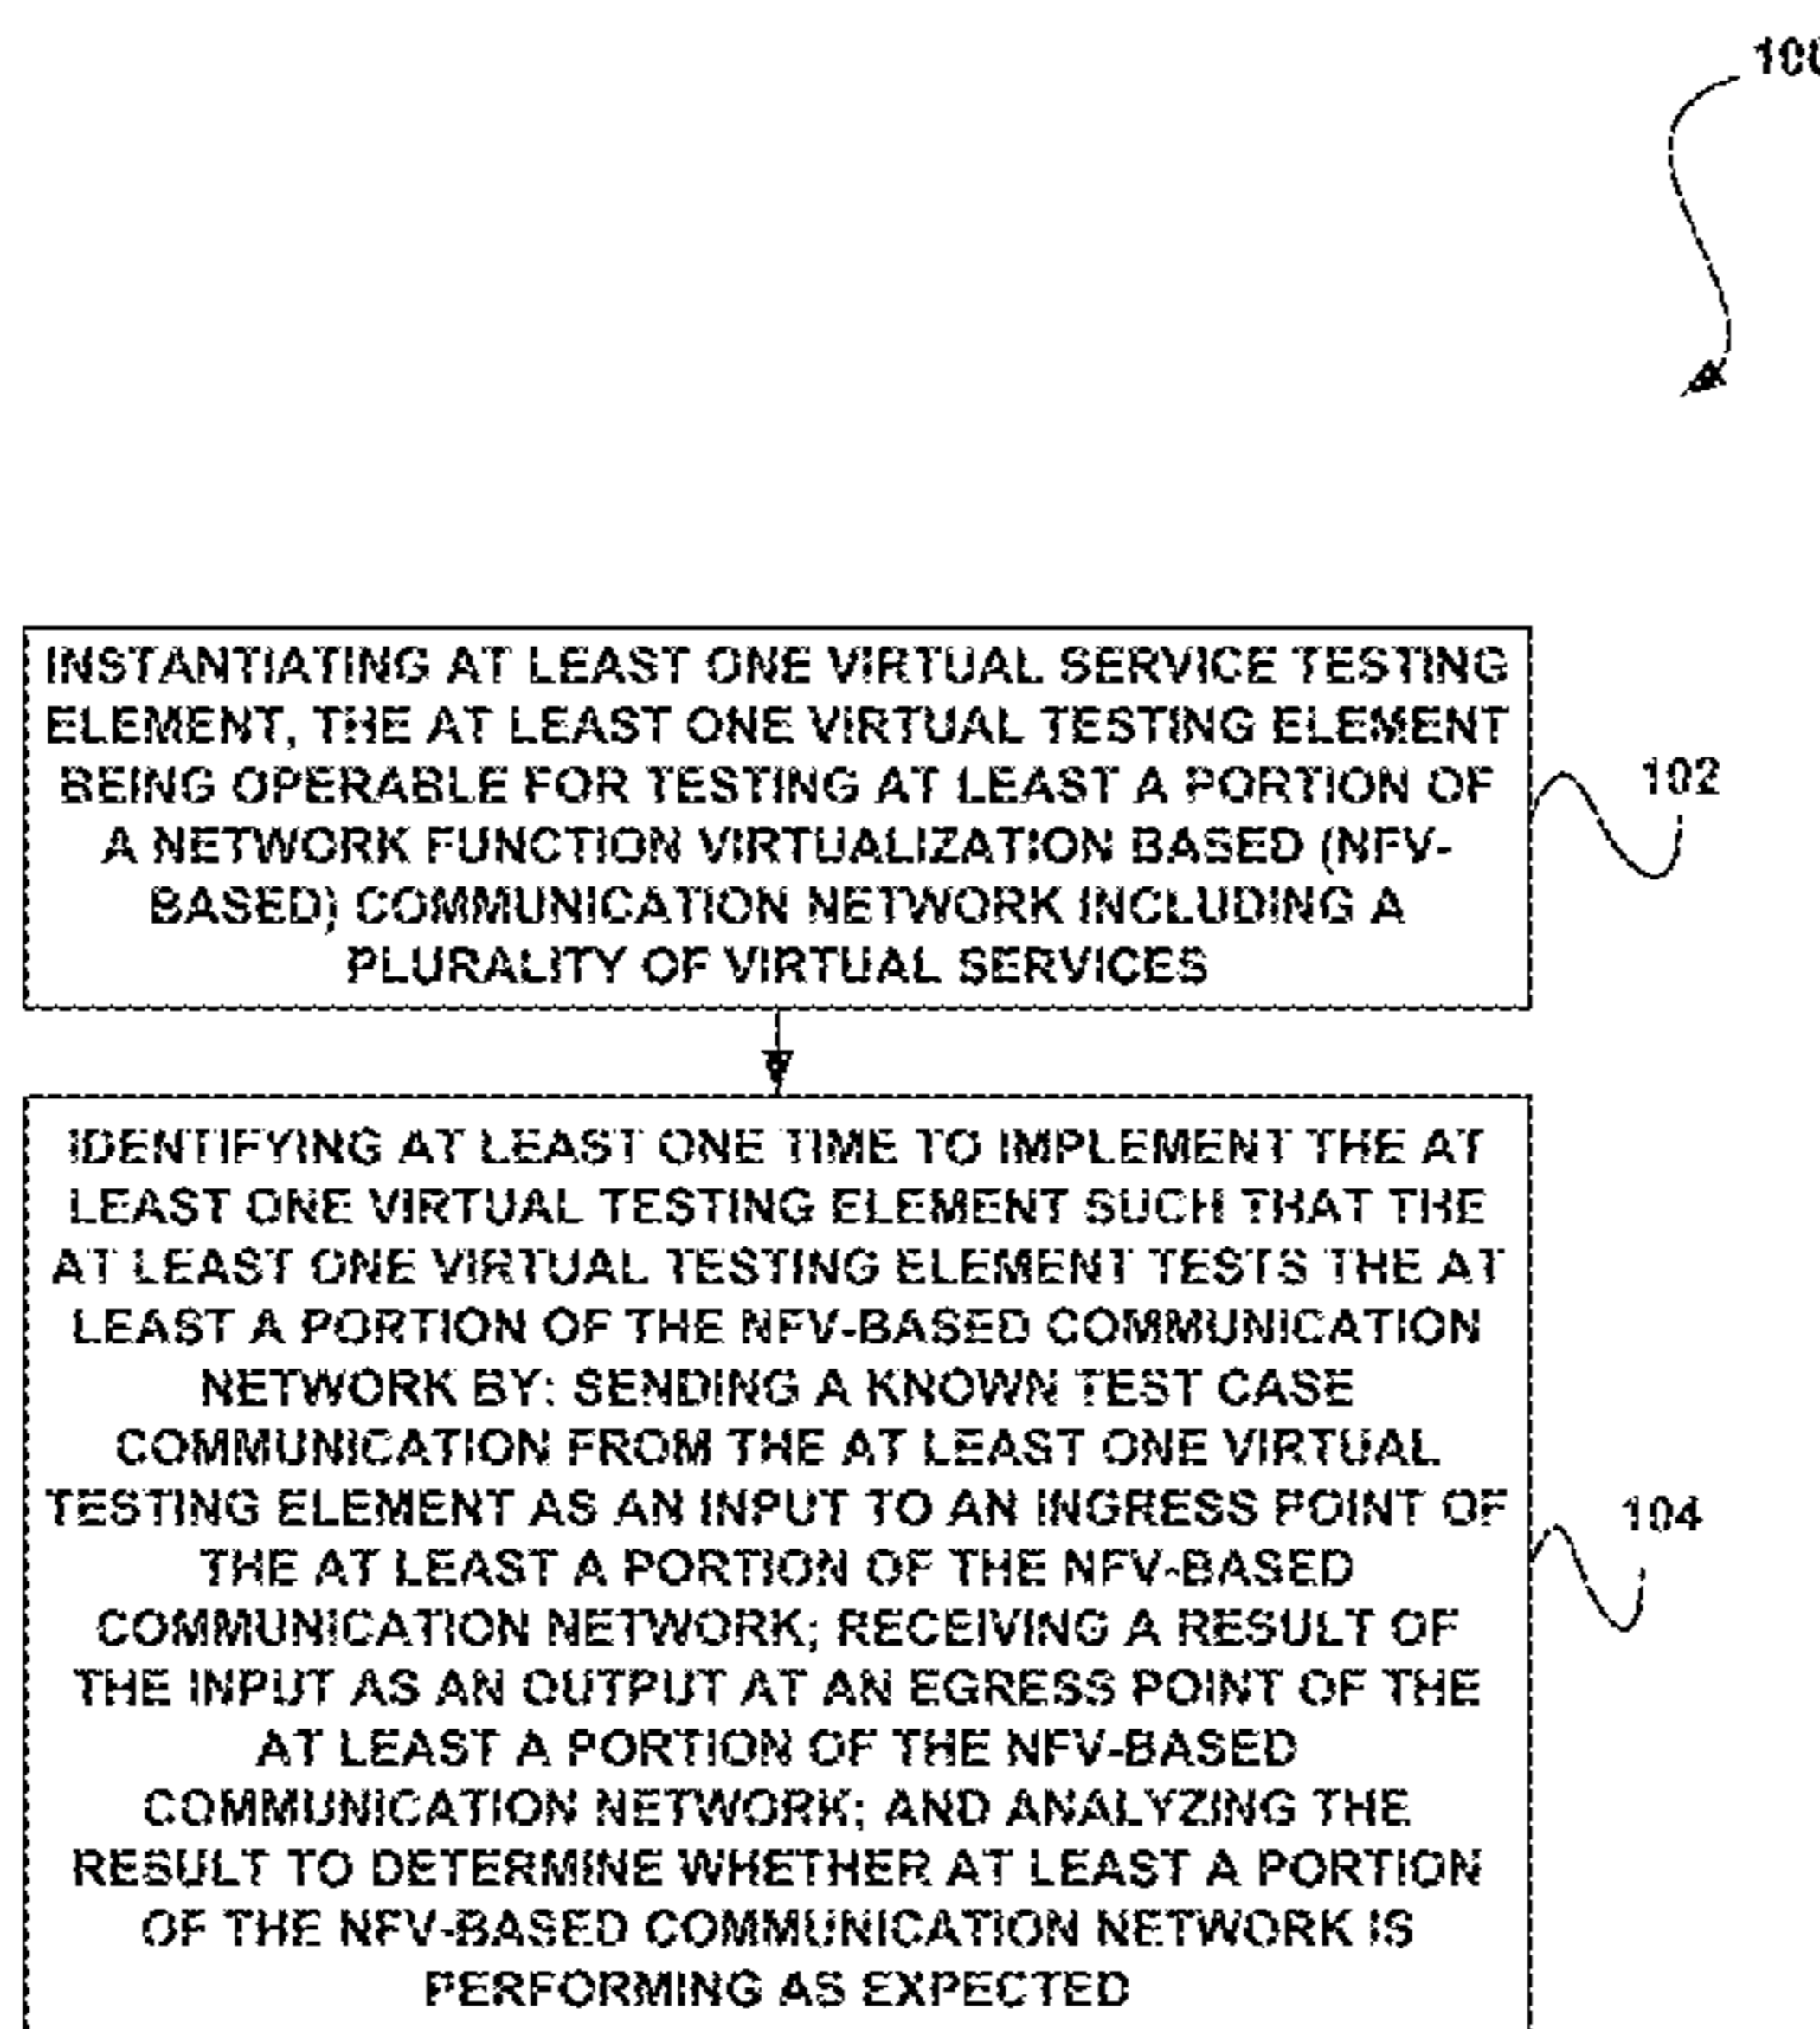 100
INSTANTIATING AT LEAST ONE VIRTUAL SERVICE TESTING
ELEMENT, THE AT LEAST ONE VIRTUAL TESTING ELEMENT
BEING OPERABLE FOR TESTING AT LEAST A PORTION OF
A NETWORK FUNCTION VIRTUALIZATION BASED (NFV-
BASED) COMMUNICATION NETWORK INCLUDING A
PLURALITY OF VIRTUAL SERVICES
102
IDENTIFYING AT LEAST ONE TIME TO IMPLEMENT THE AT
LEAST ONE VIRTUAL TESTING ELEMENT SUCH THAT THE
AT LEAST ONE VIRTUAL TESTING ELEMENT TESTS THE AT
LEAST A PORTION OF THE NFV-BASED COMMUNICATION
NETWORK BY: SENDING A KNOWN TEST CASE
COMMUNICATION FROM THE AT LEAST ONE VIRTUAL
TESTING ELEMENT AS AN INPUT TO AN INGRESS POINT OF
THE AT LEAST A PORTION OF THE NFV-BASED
COMMUNICATION NETWORK; RECEIVING A RESULT OF
THE INPUT AS AN OUTPUT AT AN EGRESS POINT OF THE
AT LEAST A PORTION OF THE NFV-BASED
COMMUNICATION NETWORK; AND ANALYZING THE
RESULT TO DETERMINE WHETHER AT LEAST A PORTION
OF THE NFV-BASED COMMUNICATION NETWORK IS
PERFORMING AS EXPECTED
104